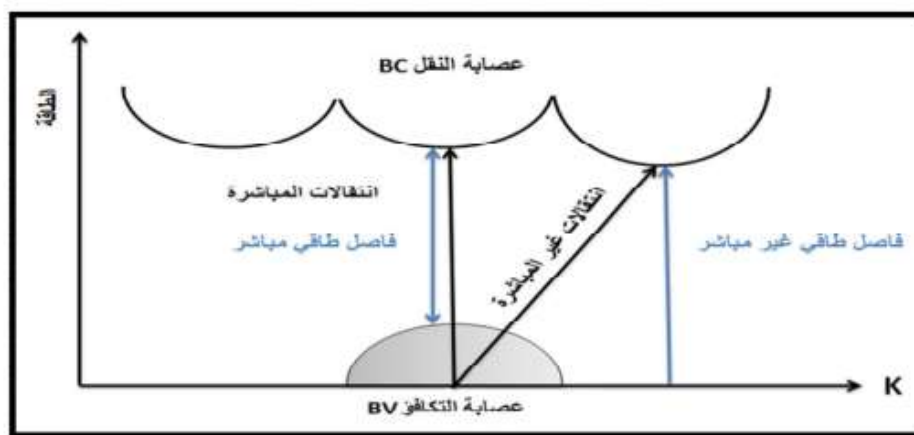 عصابة النقل BC
الطاقة
انتقالات المباشرة
فاصل طاقي مباشر
انتقالات غير المباشرة
فاصل طاقي غير مباشر
K
عصابة التكافؤ BV